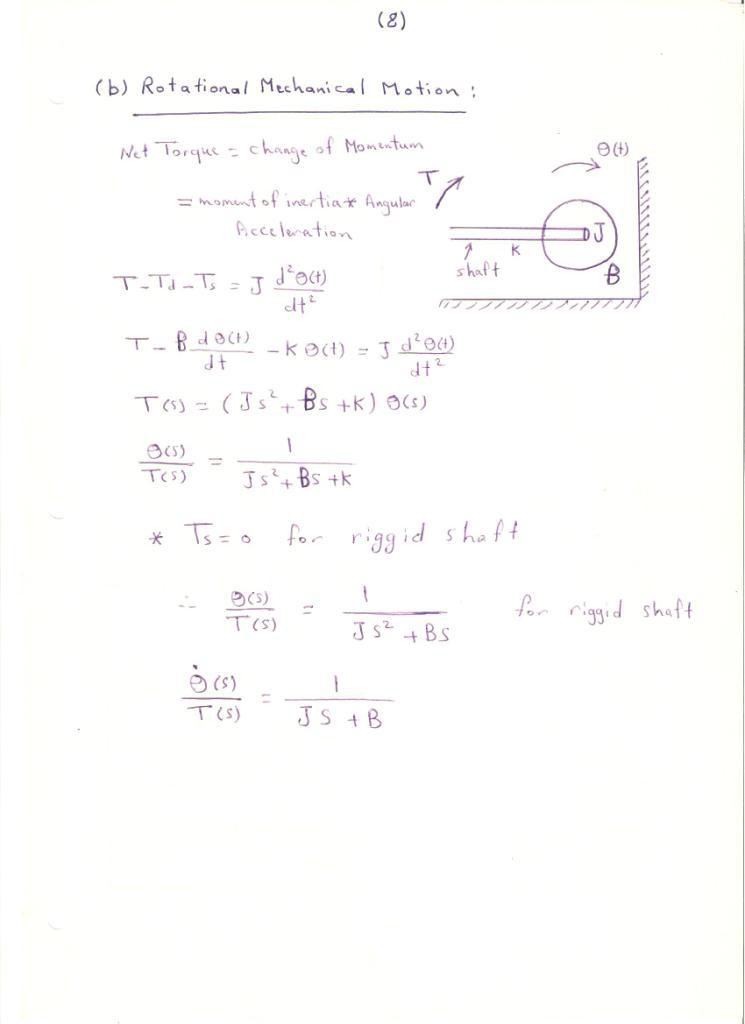 (8)
(b) Rotational Mechanical Motion :
Net Torque = change of Momentum
= moment of inertia * Angular
Acceleration
θ(t)
T
J
K
shaft
B
T - Td - Ts = J d²θ(t)/dt²
T - B dθ(t)/dt - K θ(t) = J d²θ(t)/dt²
T(s) = ( Js² + Bs + K ) θ(s)
θ(s)/T(s) = 1/(Js² + Bs + K)
* Ts = 0 for riggid shaft
∴ θ(s)/T(s) = 1/(JS² + BS) for riggid shaft
θ̇(s)/T(s) = 1/(JS + B)